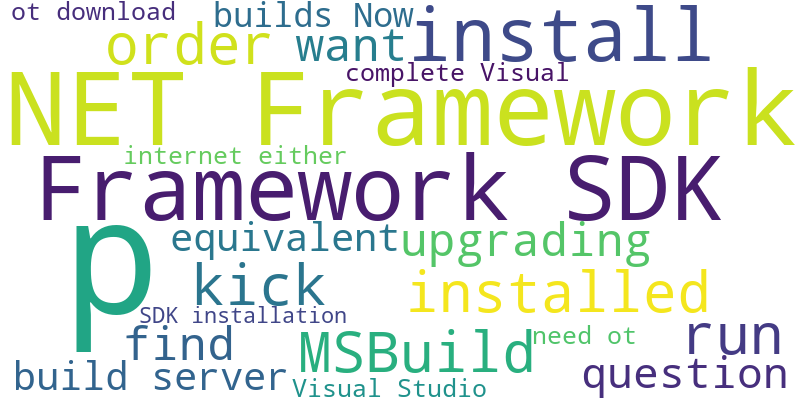 ot download
builds Now
order
want
install
complete Visual
NET Framework
internet either
Framework SDK
p
equivalent
upgrading
kick
installed
SDK installation
find
MSBuild
need ot
run
build server
Visual Studio
question